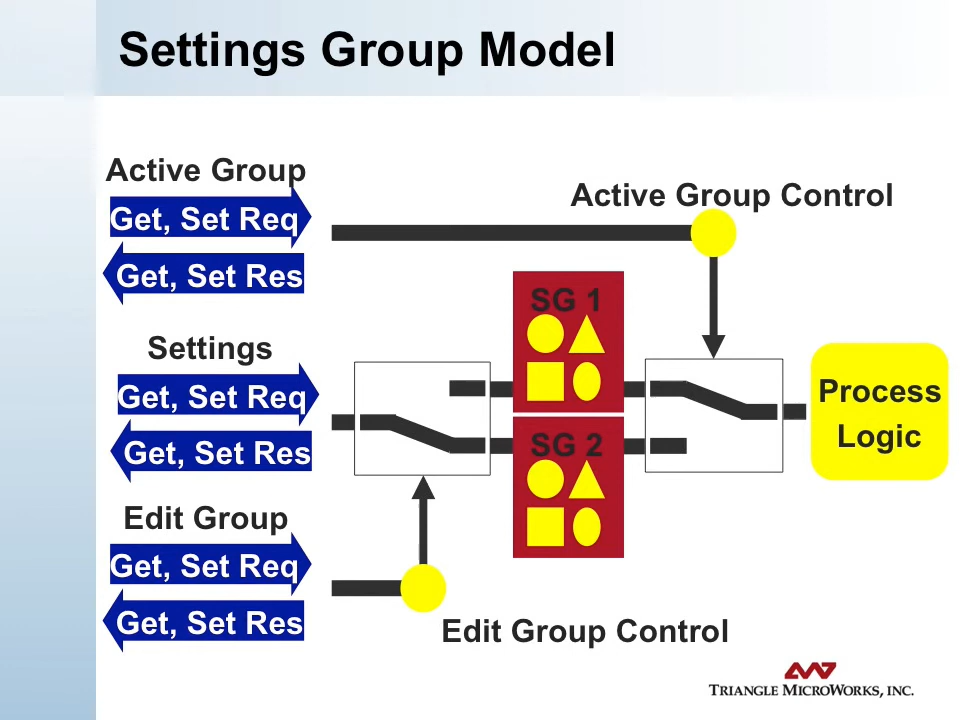 Settings Group Model
Active Group
Get, Set Req
Get, Set Res
Active Group Control
SG 1
Settings
Get, Set Req
Get, Set Res
Process
Logic
SG 2
Edit Group
Get, Set Req
Get, Set Res
Edit Group Control
TRIANGLE MICROWORKS, INC.